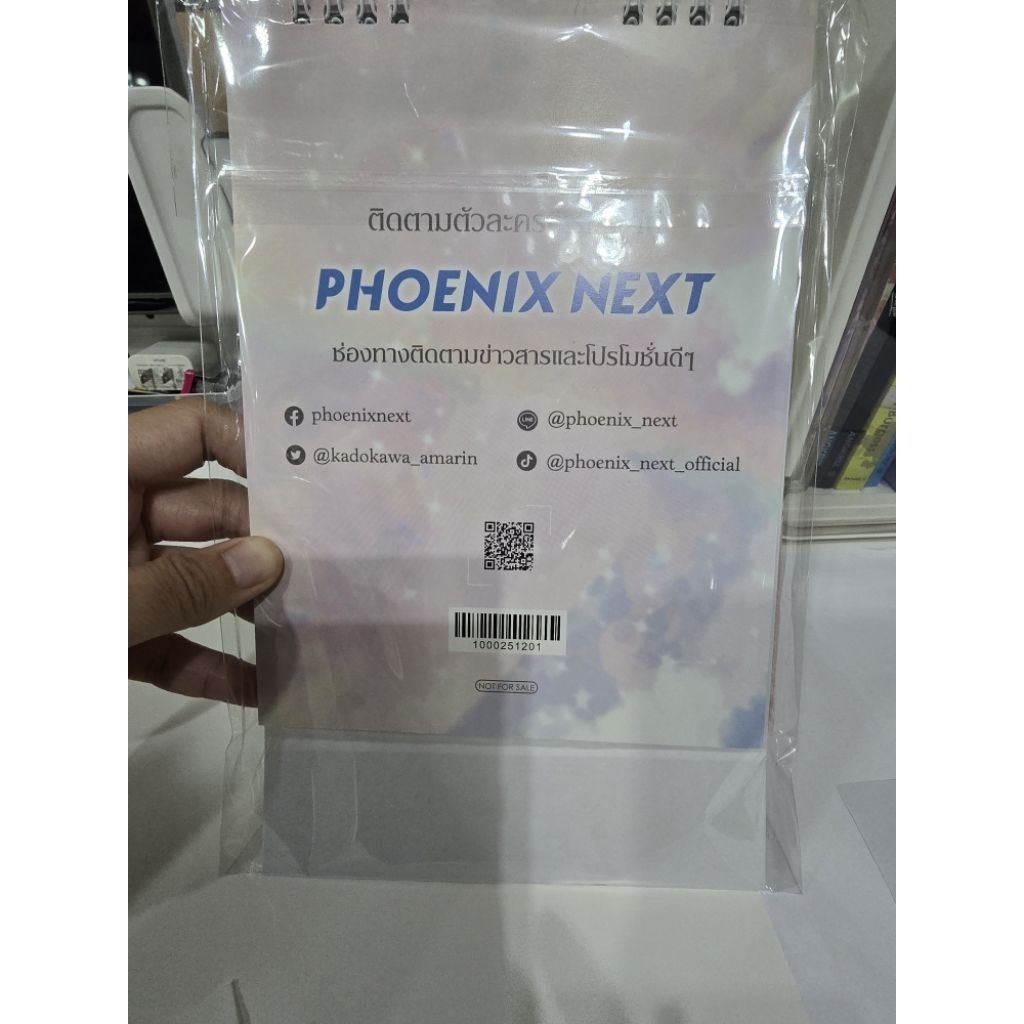 ติดตามตัวละคร
PHOENIX NEXT
ช่องทางติดตามข่าวสารและโปรโมชั่นดีๆ
phoenixnext
LINE @phoenix_next
@kadokawa_amarin
@phoenix_next_official
1000251201
NOT FOR SALE